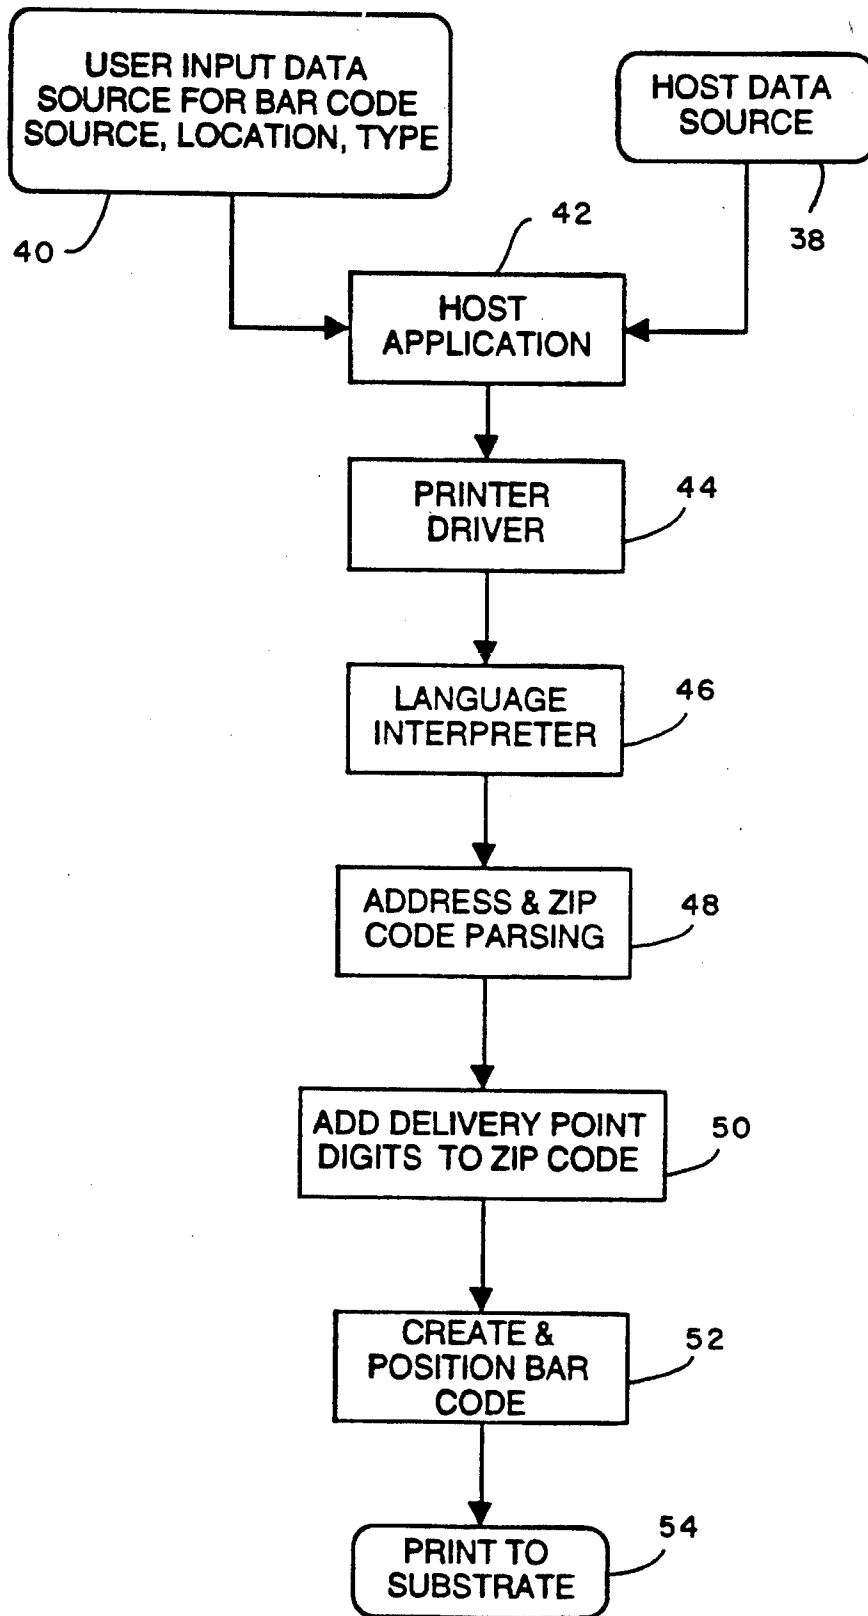 USER INPUT DATA
SOURCE FOR BAR CODE
SOURCE, LOCATION, TYPE
HOST DATA
SOURCE
40
42
38
HOST
APPLICATION
PRINTER
DRIVER
44
LANGUAGE
INTERPRETER
46
ADDRESS & ZIP
CODE PARSING
48
ADD DELIVERY POINT
DIGITS TO ZIP CODE
50
CREATE &
POSITION BAR
CODE
52
PRINT TO
SUBSTRATE
54